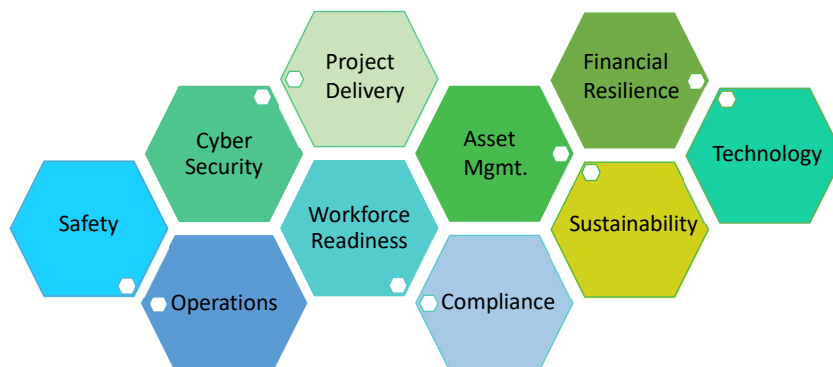 Project
Delivery
Financial
Resilience
Cyber
Security
Asset
Mgmt.
Technology
Safety
Workforce
Readiness
Sustainability
Operations
Compliance